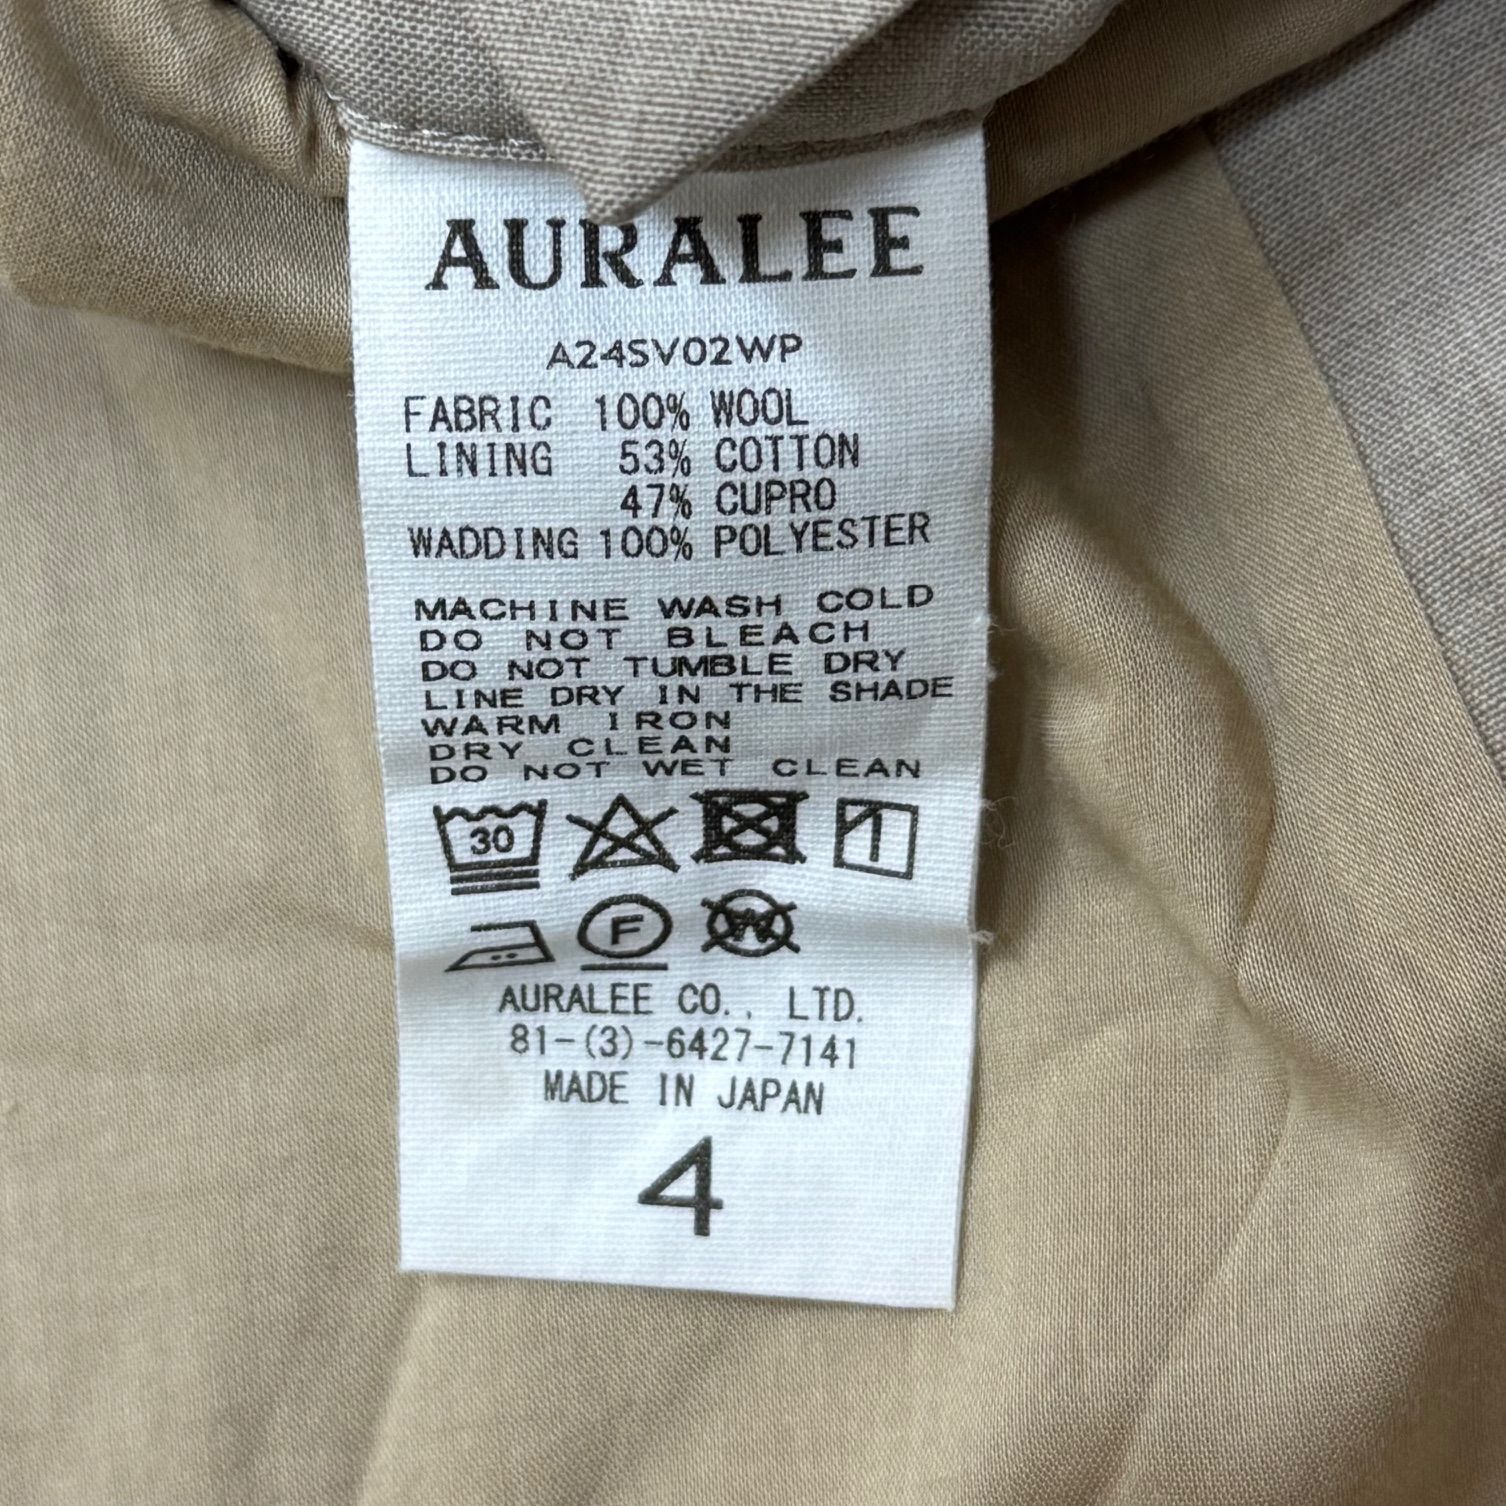 AURALEE
A24SV02WP
FABRIC 100% WOOL
LINING 53% COTTON
47% CUPRO
WADDING 100% POLYESTER
MACHINE WASH COLD
DO NOT BLEACH
DO NOT TUMBLE DRY
LINE DRY IN THE SHADE
WARM IRON
DRY CLEAN
DO NOT WET CLEAN
30
F W
AURALEE CO., LTD.
81-(3)-6427-7141
MADE IN JAPAN
4